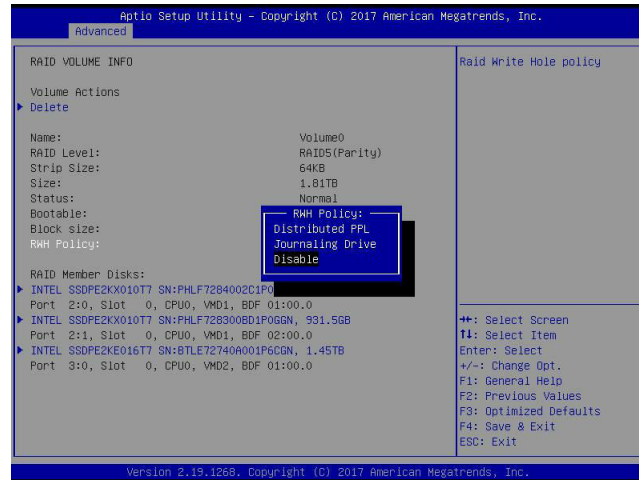 Aptio Setup Utility – Copyright (C) 2017 American Megatrends, Inc.
Advanced
RAID VOLUME INFO
Volume Actions
Delete
Name: Volume0
RAID Level: RAID5(Parity)
Strip Size: 64KB
Size: 1.81TB
Status: Normal
Bootable:
Block size:
RWH Policy:
RWH Policy:
Distributed PPL
Journaling Drive
Disable
RAID Member Disks:
INTEL SSDPE2KX010T7 SN:PHLF7284002C1P0
Port 2:0, Slot 0, CPU0, VMD1, BDF 01:00.0
INTEL SSDPE2KX010T7 SN:PHLF728300BD1P0GGN, 931.5GB
Port 2:1, Slot 0, CPU0, VMD1, BDF 02:00.0
INTEL SSDPE2KE016T7 SN:BTLE72740A001P6CGN, 1.45TB
Port 3:0, Slot 0, CPU0, VMD2, BDF 01:00.0
Raid Write Hole policy
→←: Select Screen
↑↓: Select Item
Enter: Select
+/-: Change Opt.
F1: General Help
F2: Previous Values
F3: Optimized Defaults
F4: Save & Exit
ESC: Exit
Version 2.19.1268. Copyright (C) 2017 American Megatrends, Inc.